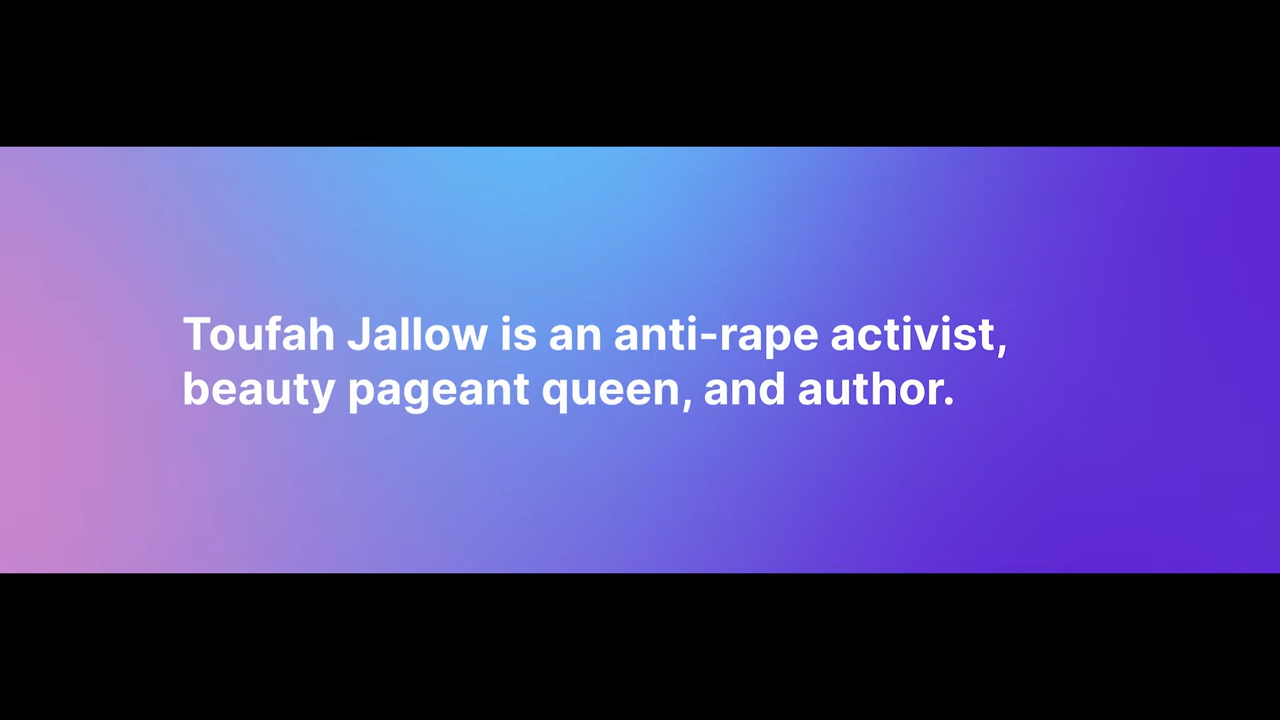 Toufah Jallow is an anti-rape activist,
beauty pageant queen, and author.